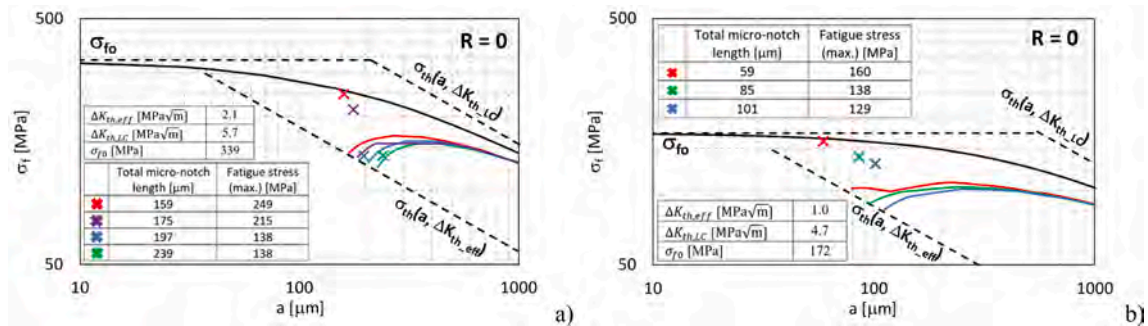 500
σfo
R = 0
σth(a, ΔKth_LC)
ΔKth,eff [MPa√m] 2.1
ΔKth,LC [MPa√m] 5.7
σf0 [MPa] 339
Total micro-notch length [μm] Fatigue stress (max.) [MPa]
159 249
175 215
197 138
239 138
σth(a, ΔKth_eff)
σf [MPa]
50
10 100 1000
a [μm]
a)
500
Total micro-notch length [μm] Fatigue stress (max.) [MPa]
59 160
85 138
101 129
R = 0
σth(a, ΔKth_LC)
σfo
ΔKth,eff [MPa√m] 1.0
ΔKth,LC [MPa√m] 4.7
σf0 [MPa] 172
σth(a, ΔKth_eff)
σf [MPa]
50
10 100 1000
a [μm]
b)